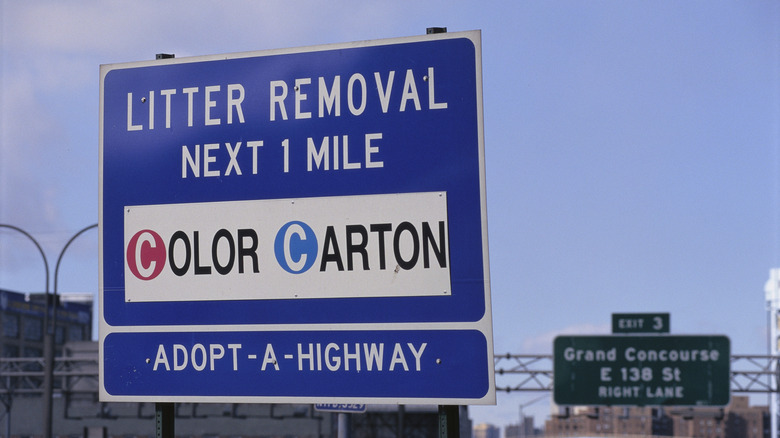 LITTER REMOVAL
NEXT 1 MILE
COLOR CARTON
ADOPT-A-HIGHWAY
EXIT 3
Grand Concourse
E 138 St
RIGHT LANE